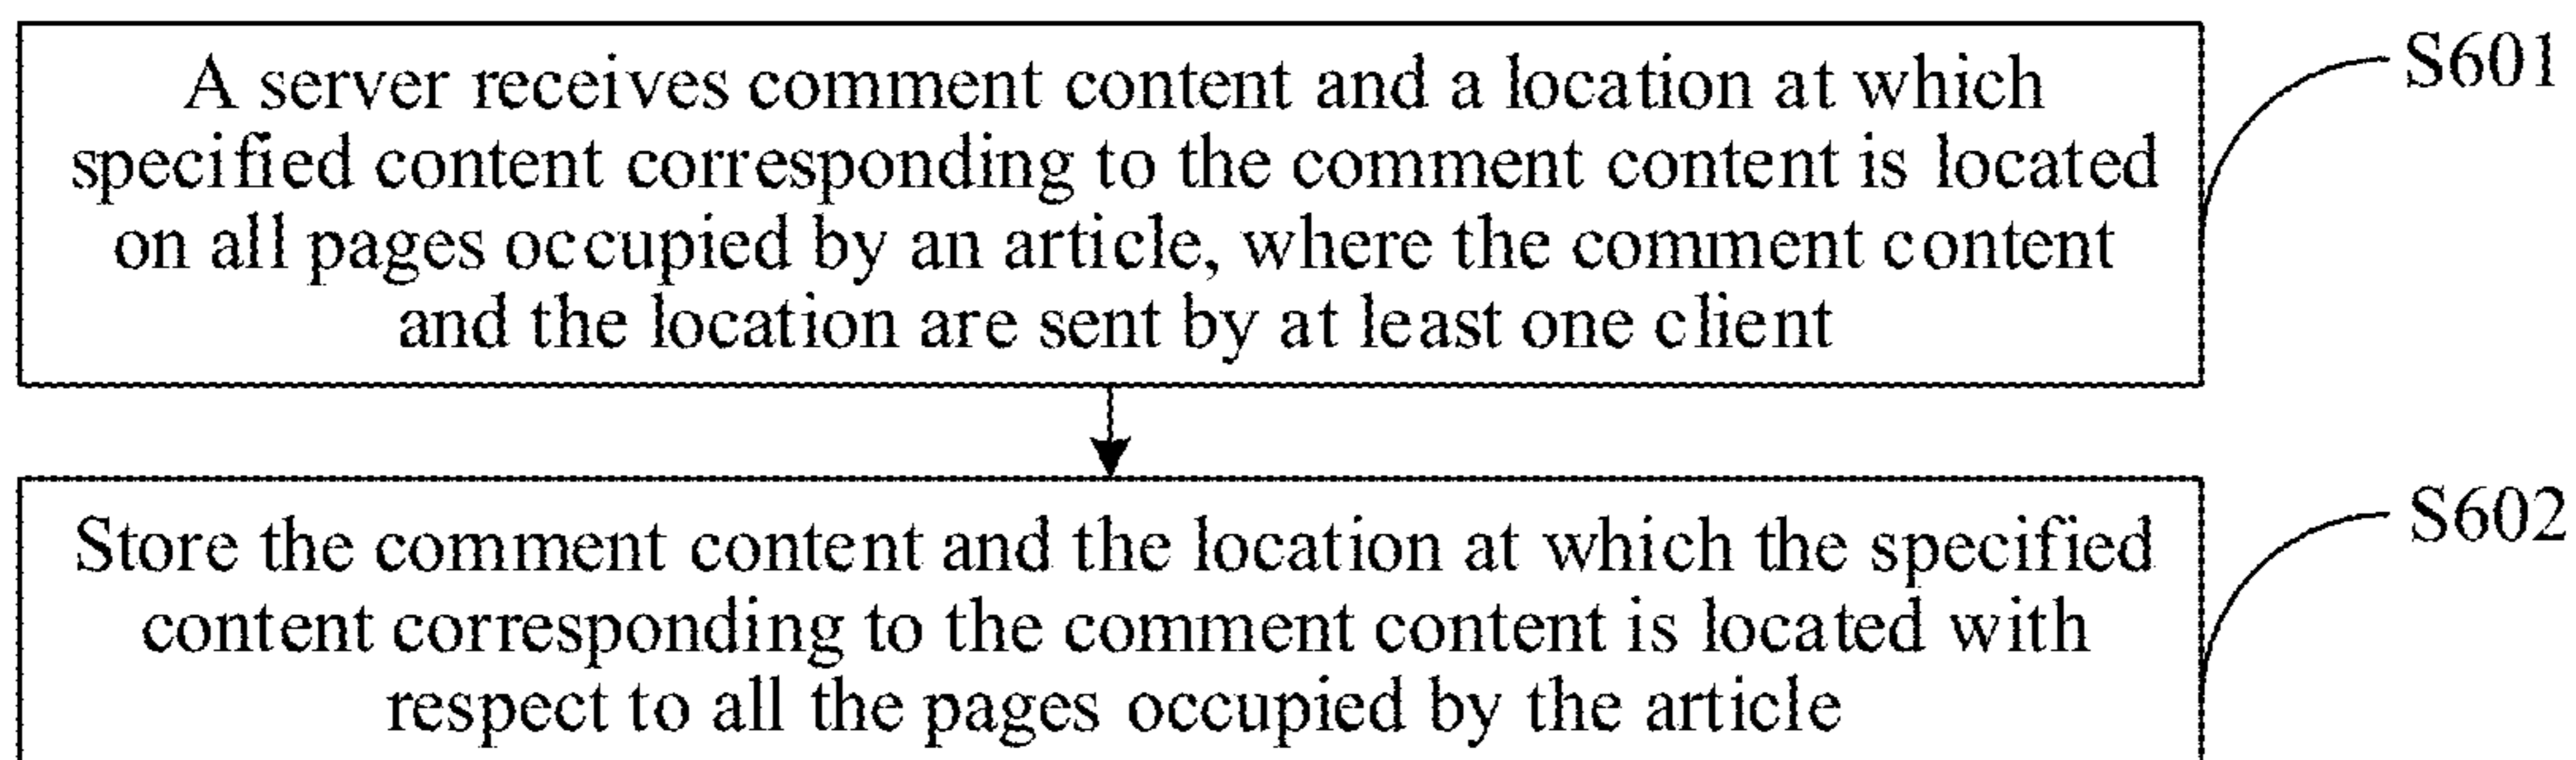 A server receives comment content and a location at which
specified content corresponding to the comment content is located
on all pages occupied by an article, where the comment content
and the location are sent by at least one client
S601
Store the comment content and the location at which the specified
content corresponding to the comment content is located with
respect to all the pages occupied by the article
S602